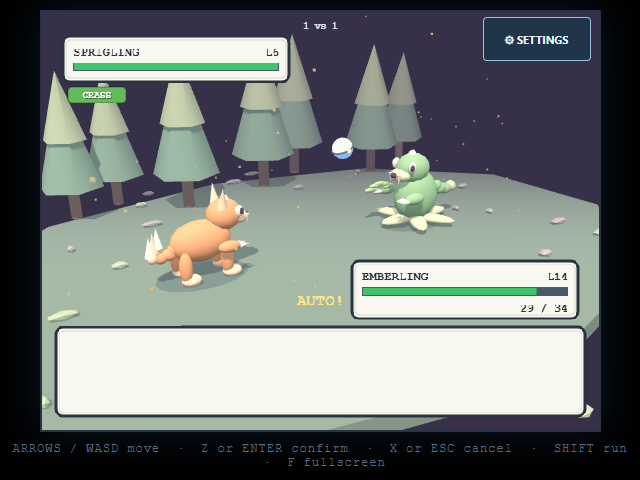 1 vs 1
⚙ SETTINGS
SPRIGLING L6
GRASS
EMBERLING L14
29 / 34
AUTO!
ARROWS / WASD move · Z or ENTER confirm · X or ESC cancel · SHIFT run
· F fullscreen